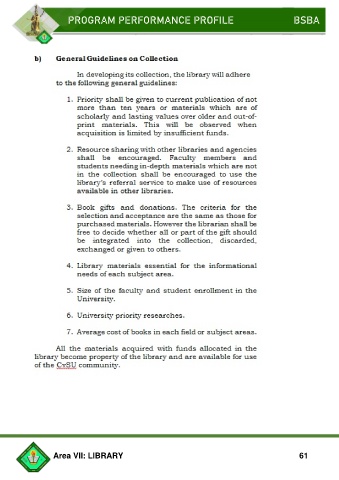 PROGRAM PERFORMANCE PROFILE BSBA
b) General Guidelines on Collection
In developing its collection, the library will adhere
to the following general guidelines:
1. Priority shall be given to current publication of not
more than ten years or materials which are of
scholarly and lasting values over older and out-of-
print materials. This will be observed when
acquisition is limited by insufficient funds.
2. Resource sharing with other libraries and agencies
shall be encouraged. Faculty members and
students needing in-depth materials which are not
in the collection shall be encouraged to use the
library's referral service to make use of resources
available in other libraries.
3. Book gifts and donations. The criteria for the
selection and acceptance are the same as those for
purchased materials. However the librarian shall be
free to decide whether all or part of the gift should
be integrated into the collection, discarded,
exchanged or given to others.
4. Library materials essential for the informational
needs of each subject area.
5. Size of the faculty and student enrollment in the
University.
6. University priority researches.
7. Average cost of books in each field or subject areas.
All the materials acquired with funds allocated in the
library become property of the library and are available for use
of the CvSU community.
Area VII: LIBRARY 61